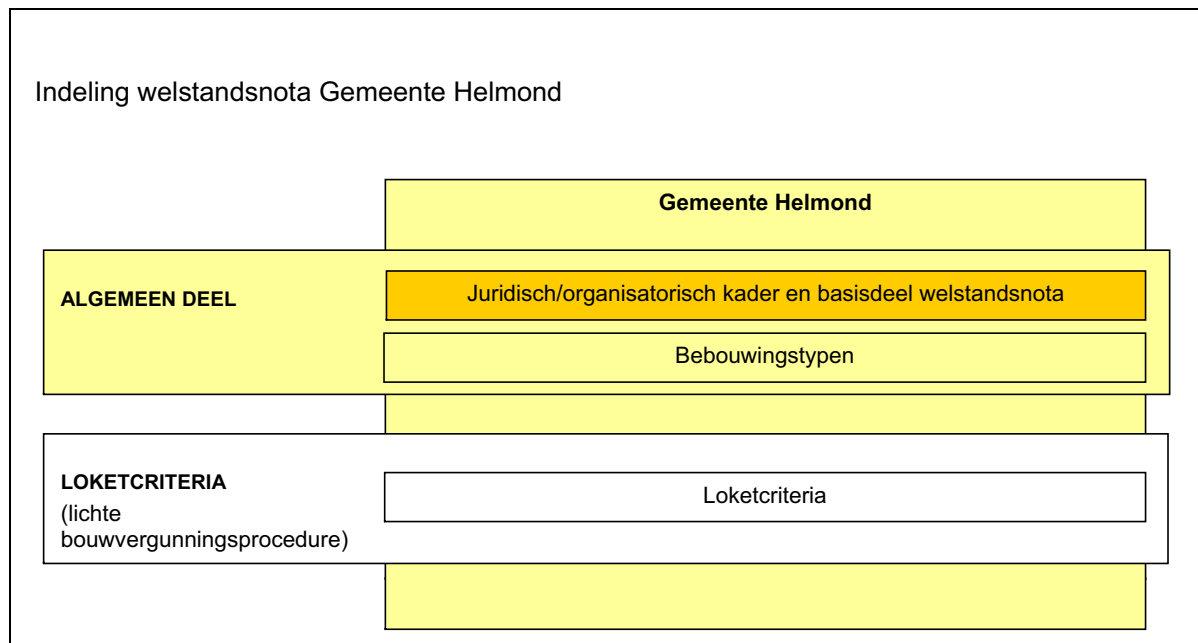 Indeling welstandsnota Gemeente Helmond
Gemeente Helmond
ALGEMEEN DEEL
Juridisch/organisatorisch kader en basisdeel welstandsnota
Bebouwingstypen
LOKETCRITERIA
(lichte
bouwvergunningsprocedure)
Loketcriteria